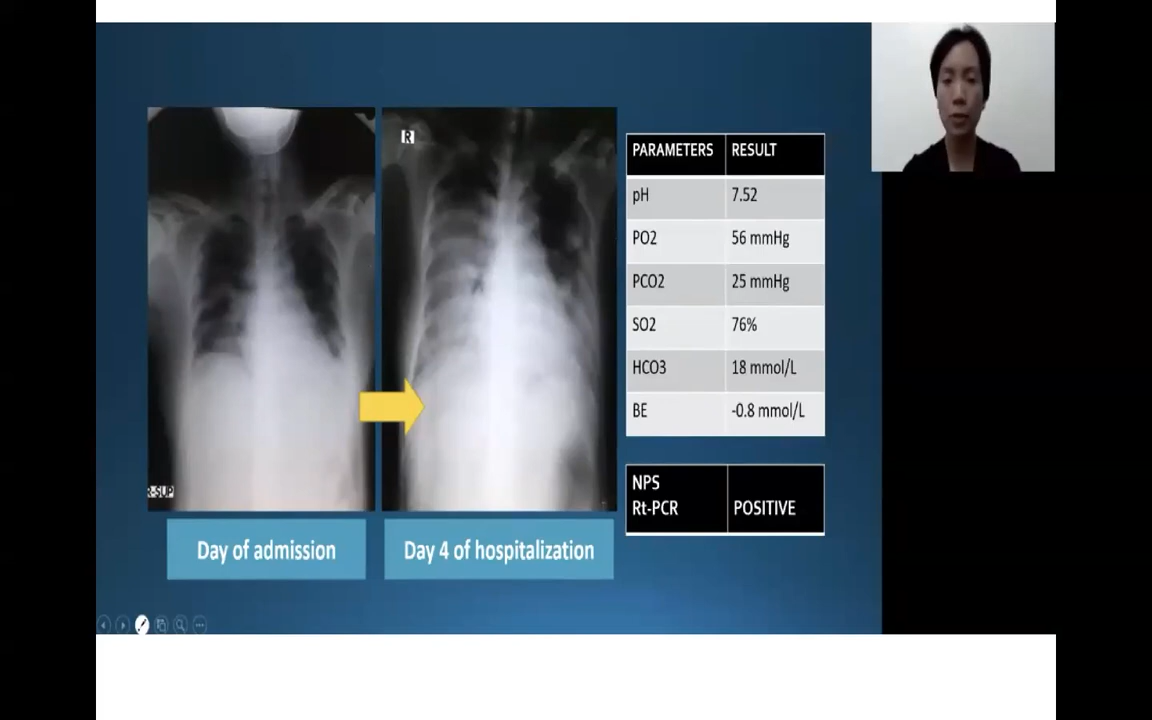 R
R-SUP
Day of admission
Day 4 of hospitalization
PARAMETERS RESULT
pH 7.52
PO2 56 mmHg
PCO2 25 mmHg
SO2 76%
HCO3 18 mmol/L
BE -0.8 mmol/L
NPS
Rt-PCR POSITIVE